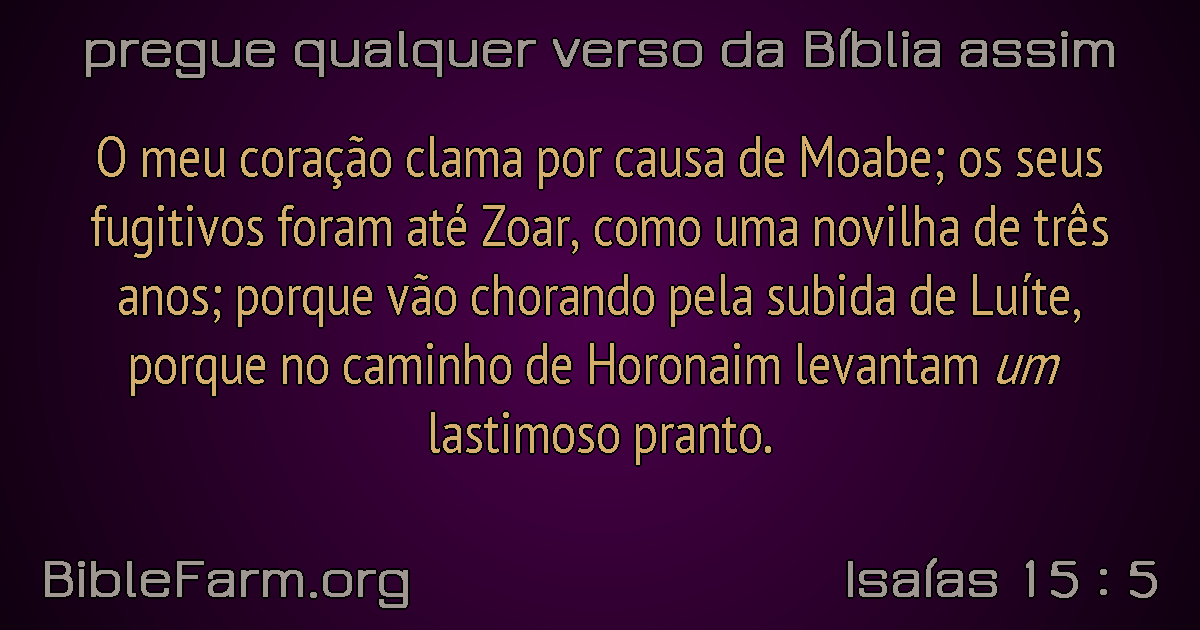 pregue qualquer verso da Bíblia assim
O meu coração clama por causa de Moabe; os seus
fugitivos foram até Zoar, como uma novilha de três
anos; porque vão chorando pela subida de Luíte,
porque no caminho de Horonaim levantam um
lastimoso pranto.
BibleFarm.org
Isaías 15 : 5